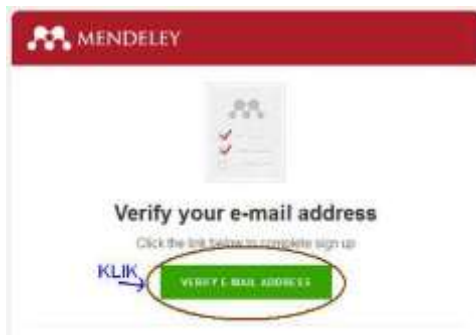 MENDELEY
Verify your e-mail address
Click the link below to complete sign up
KLIK
VERIFY E-MAIL ADDRESS